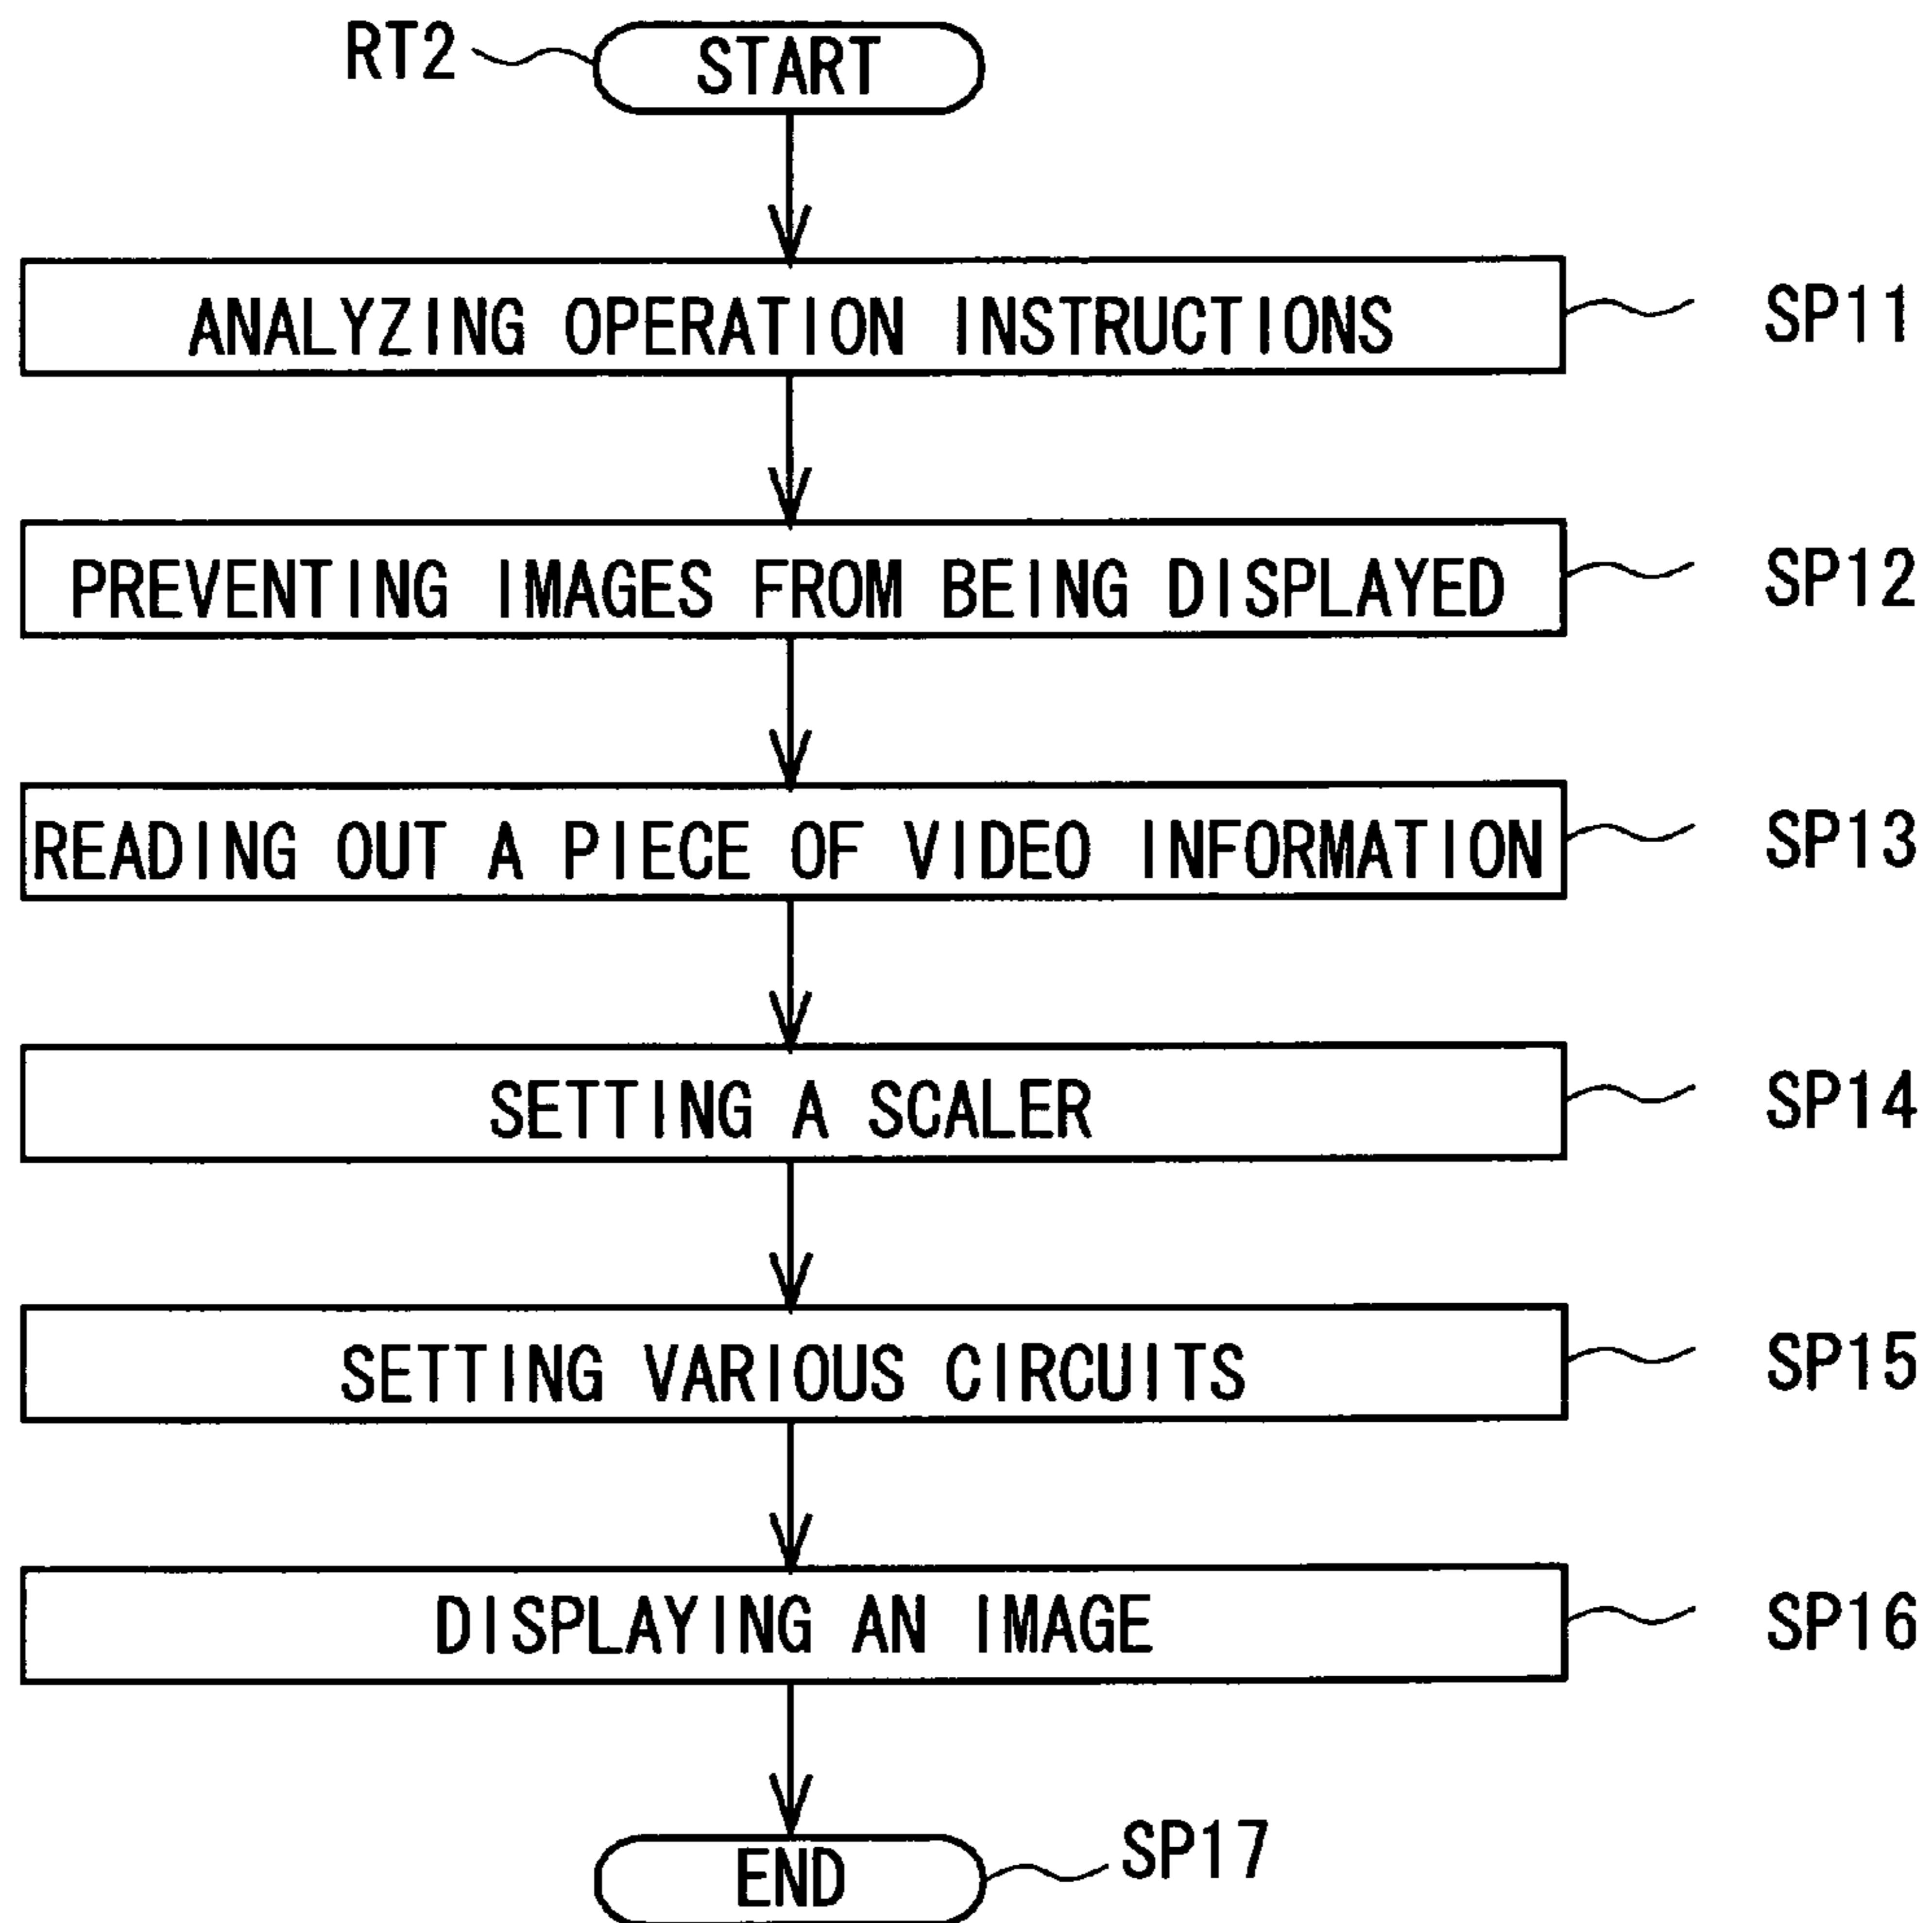 RT2 START
ANALYZING OPERATION INSTRUCTIONS SP11
PREVENTING IMAGES FROM BEING DISPLAYED SP12
READING OUT A PIECE OF VIDEO INFORMATION SP13
SETTING A SCALER SP14
SETTING VARIOUS CIRCUITS SP15
DISPLAYING AN IMAGE SP16
END SP17